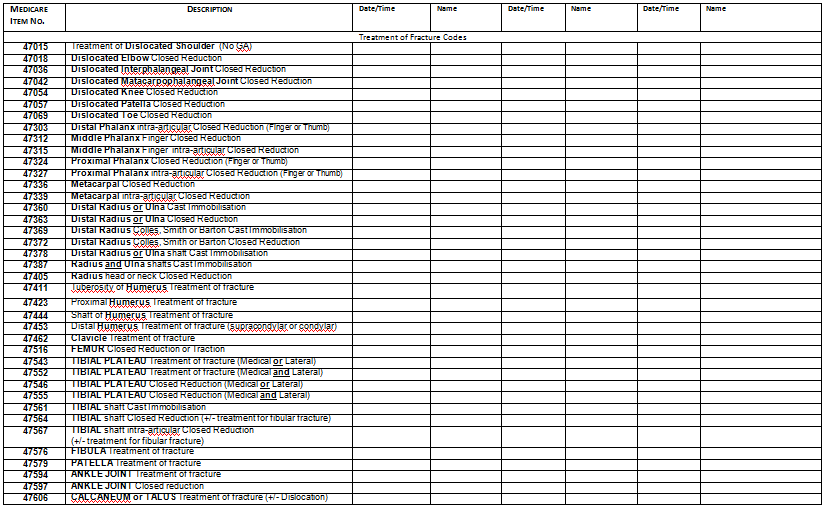 MEDICARE ITEM NO. DESCRIPTION Date/Time Name Date/Time Name Date/Time Name
Treatment of Fracture Codes
47015 Treatment of Dislocated Shoulder (No GA)
47018 Dislocated Elbow Closed Reduction
47036 Dislocated Interphalangeal Joint Closed Reduction
47042 Dislocated Matacarpophalangeal Joint Closed Reduction
47054 Dislocated Knee Closed Reduction
47057 Dislocated Patella Closed Reduction
47069 Dislocated Toe Closed Reduction
47303 Distal Phalanx intra-articular Closed Reduction (Finger or Thumb)
47312 Middle Phalanx Finger Closed Reduction
47315 Middle Phalanx Finger intra-articular Closed Reduction
47324 Proximal Phalanx Closed Reduction (Finger or Thumb)
47327 Proximal Phalanx intra-articular Closed Reduction (Finger or Thumb)
47336 Metacarpal Closed Reduction
47339 Metacarpal intra-articular Closed Reduction
47360 Distal Radius or Ulna Cast Immobilisation
47363 Distal Radius or Ulna Closed Reduction
47369 Distal Radius Colles, Smith or Barton Cast Immobilisation
47372 Distal Radius Colles, Smith or Barton Closed Reduction
47378 Distal Radius or Ulna shaft Cast Immobilisation
47387 Radius and Ulna shafts Cast Immobilisation
47405 Radius head or neck Closed Reduction
47411 Tuberosity of Humerus Treatment of fracture
47423 Proximal Humerus Treatment of fracture
47444 Shaft of Humerus Treatment of fracture
47453 Distal Humerus Treatment of fracture (supracondylar or condylar)
47462 Clavicle Treatment of fracture
47516 FEMUR Closed Reduction or Traction
47543 TIBIAL PLATEAU Treatment of fracture (Medical or Lateral)
47552 TIBIAL PLATEAU Treatment of fracture (Medical and Lateral)
47546 TIBIAL PLATEAU Closed Reduction (Medical or Lateral)
47555 TIBIAL PLATEAU Closed Reduction (Medical and Lateral)
47561 TIBIAL shaft Cast Immobilisation
47564 TIBIAL shaft Closed Reduction (+/- treatment for fibular fracture)
47567 TIBIAL shaft intra-articular Closed Reduction
(+/- treatment for fibular fracture)
47576 FIBULA Treatment of fracture
47579 PATELLA Treatment of fracture
47594 ANKLE JOINT Treatment of fracture
47597 ANKLE JOINT Closed reduction
47606 CALCANEUM or TALUS Treatment of fracture (+/- Dislocation)